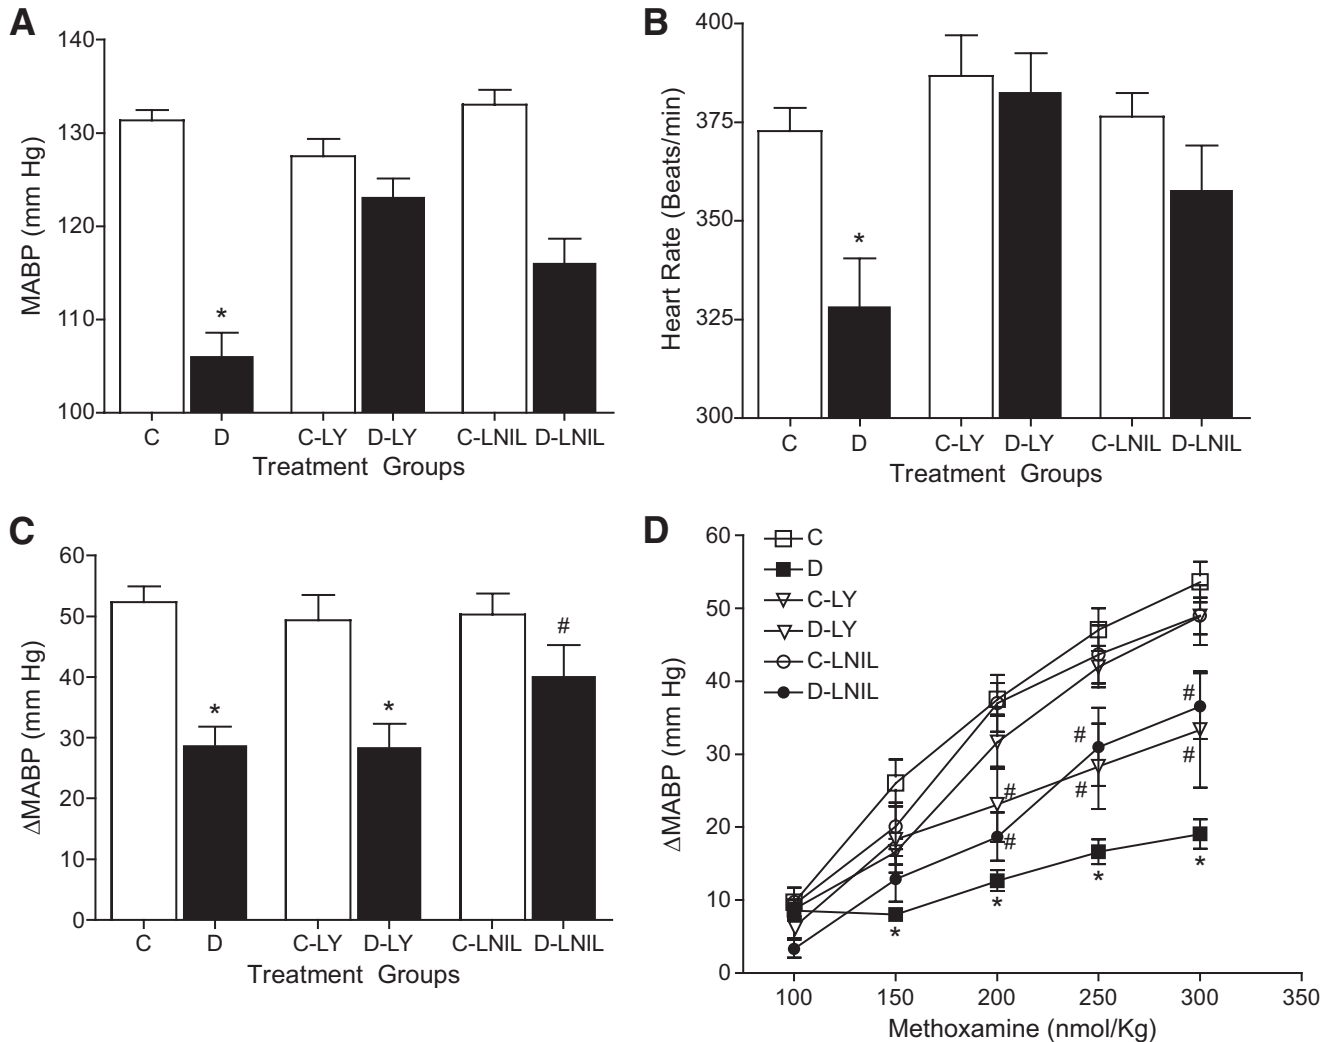 A
MABP (mm Hg)
140
130
120
110
100
*
C D C-LY D-LY C-LNIL D-LNIL
Treatment Groups
B
Heart Rate (Beats/min)
400
375
350
325
300
*
C D C-LY D-LY C-LNIL D-LNIL
Treatment Groups
C
ΔMABP (mm Hg)
60
50
40
30
20
10
0
* * #
C D C-LY D-LY C-LNIL D-LNIL
Treatment Groups
D
ΔMABP (mm Hg)
60
50
40
30
20
10
0
C
D
C-LY
D-LY
C-LNIL
D-LNIL
#
#
#
#
#
#
*
*
*
*
100 150 200 250 300 350
Methoxamine (nmol/Kg)